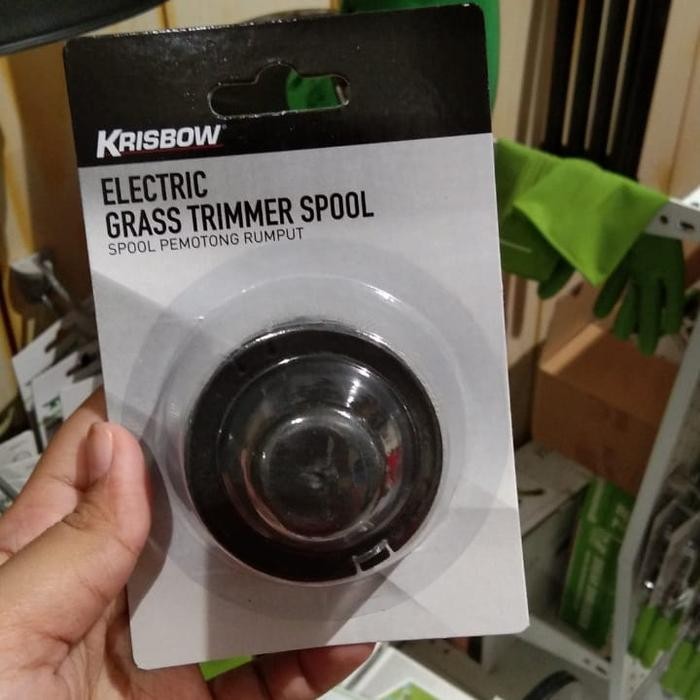 KRISBOW
ELECTRIC
GRASS TRIMMER SPOOL
SPOOL PEMOTONG RUMPUT